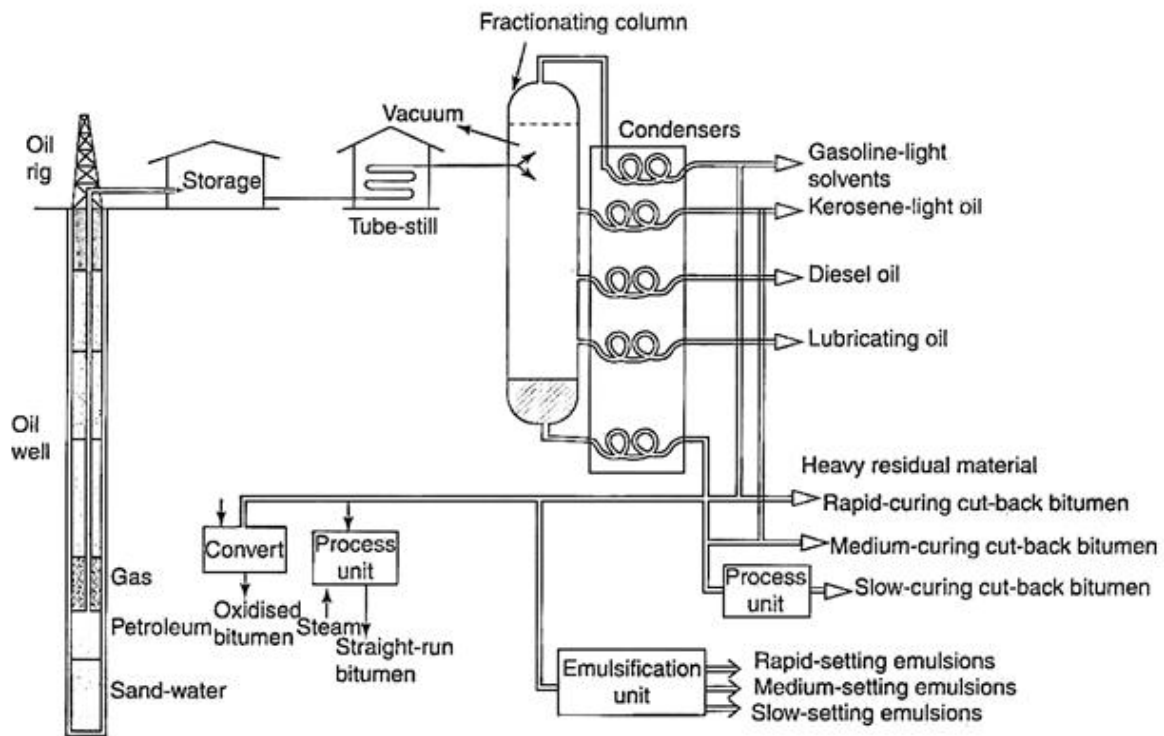 Fractionating column
Vacuum
Condensers
Oil
rig
Storage
Tube-still
Gasoline-light
solvents
Kerosene-light oil
Diesel oil
Lubricating oil
Oil
well
Heavy residual material
Rapid-curing cut-back bitumen
Convert
Process
unit
Medium-curing cut-back bitumen
Gas
Process
unit
Slow-curing cut-back bitumen
Petroleum
Oxidised
bitumen
Steam
Straight-run
bitumen
Sand-water
Emulsification
unit
Rapid-setting emulsions
Medium-setting emulsions
Slow-setting emulsions